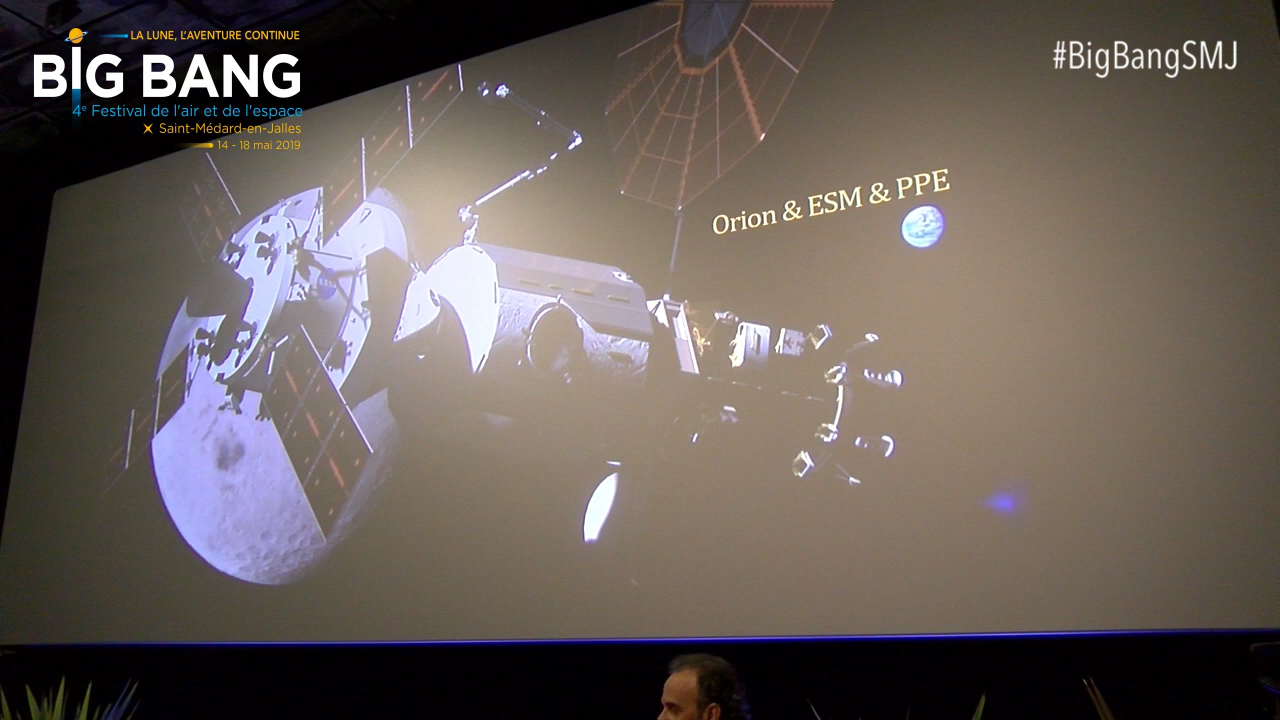 LA LUNE, L'AVENTURE CONTINUE
BIG BANG
4e Festival de l'air et de l'espace
Saint-Médard-en-Jalles
14 - 18 mai 2019
#BigBangSMJ
Orion & ESM & PPE